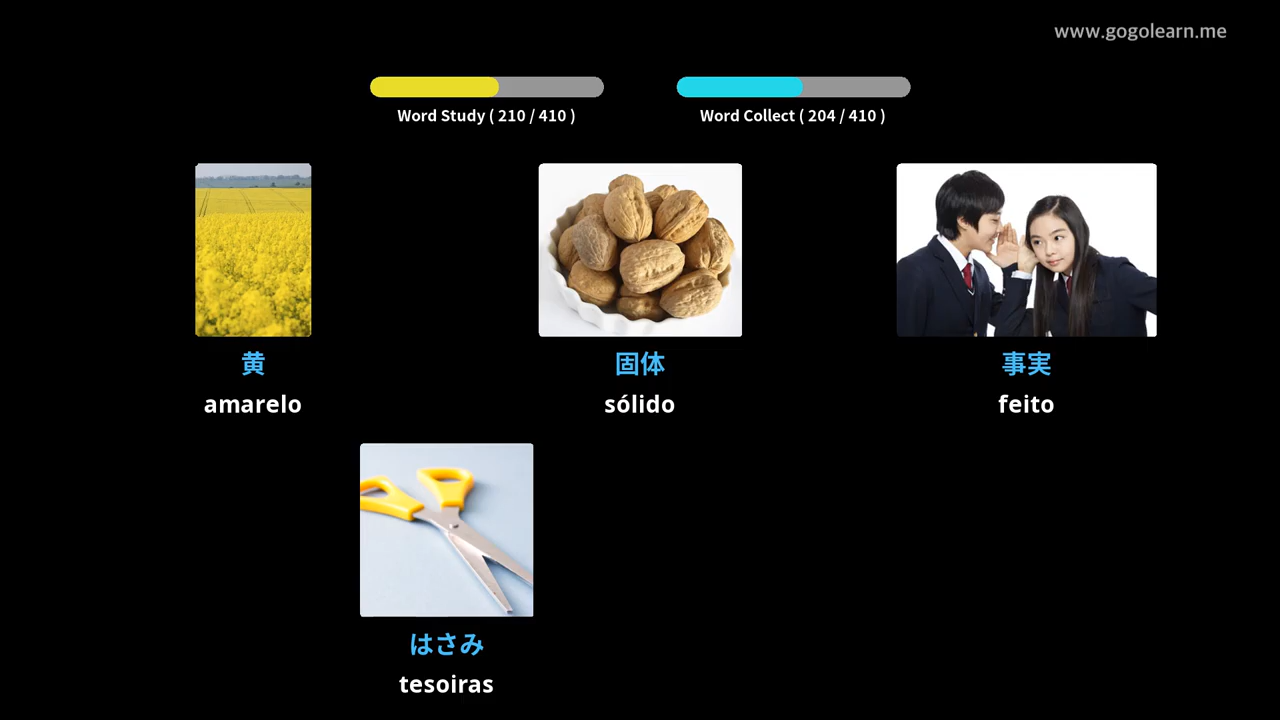 www.gogolearn.me
Word Study ( 210 / 410 )
Word Collect ( 204 / 410 )
黄
amarelo
固体
sólido
事実
feito
はさみ
tesoiras